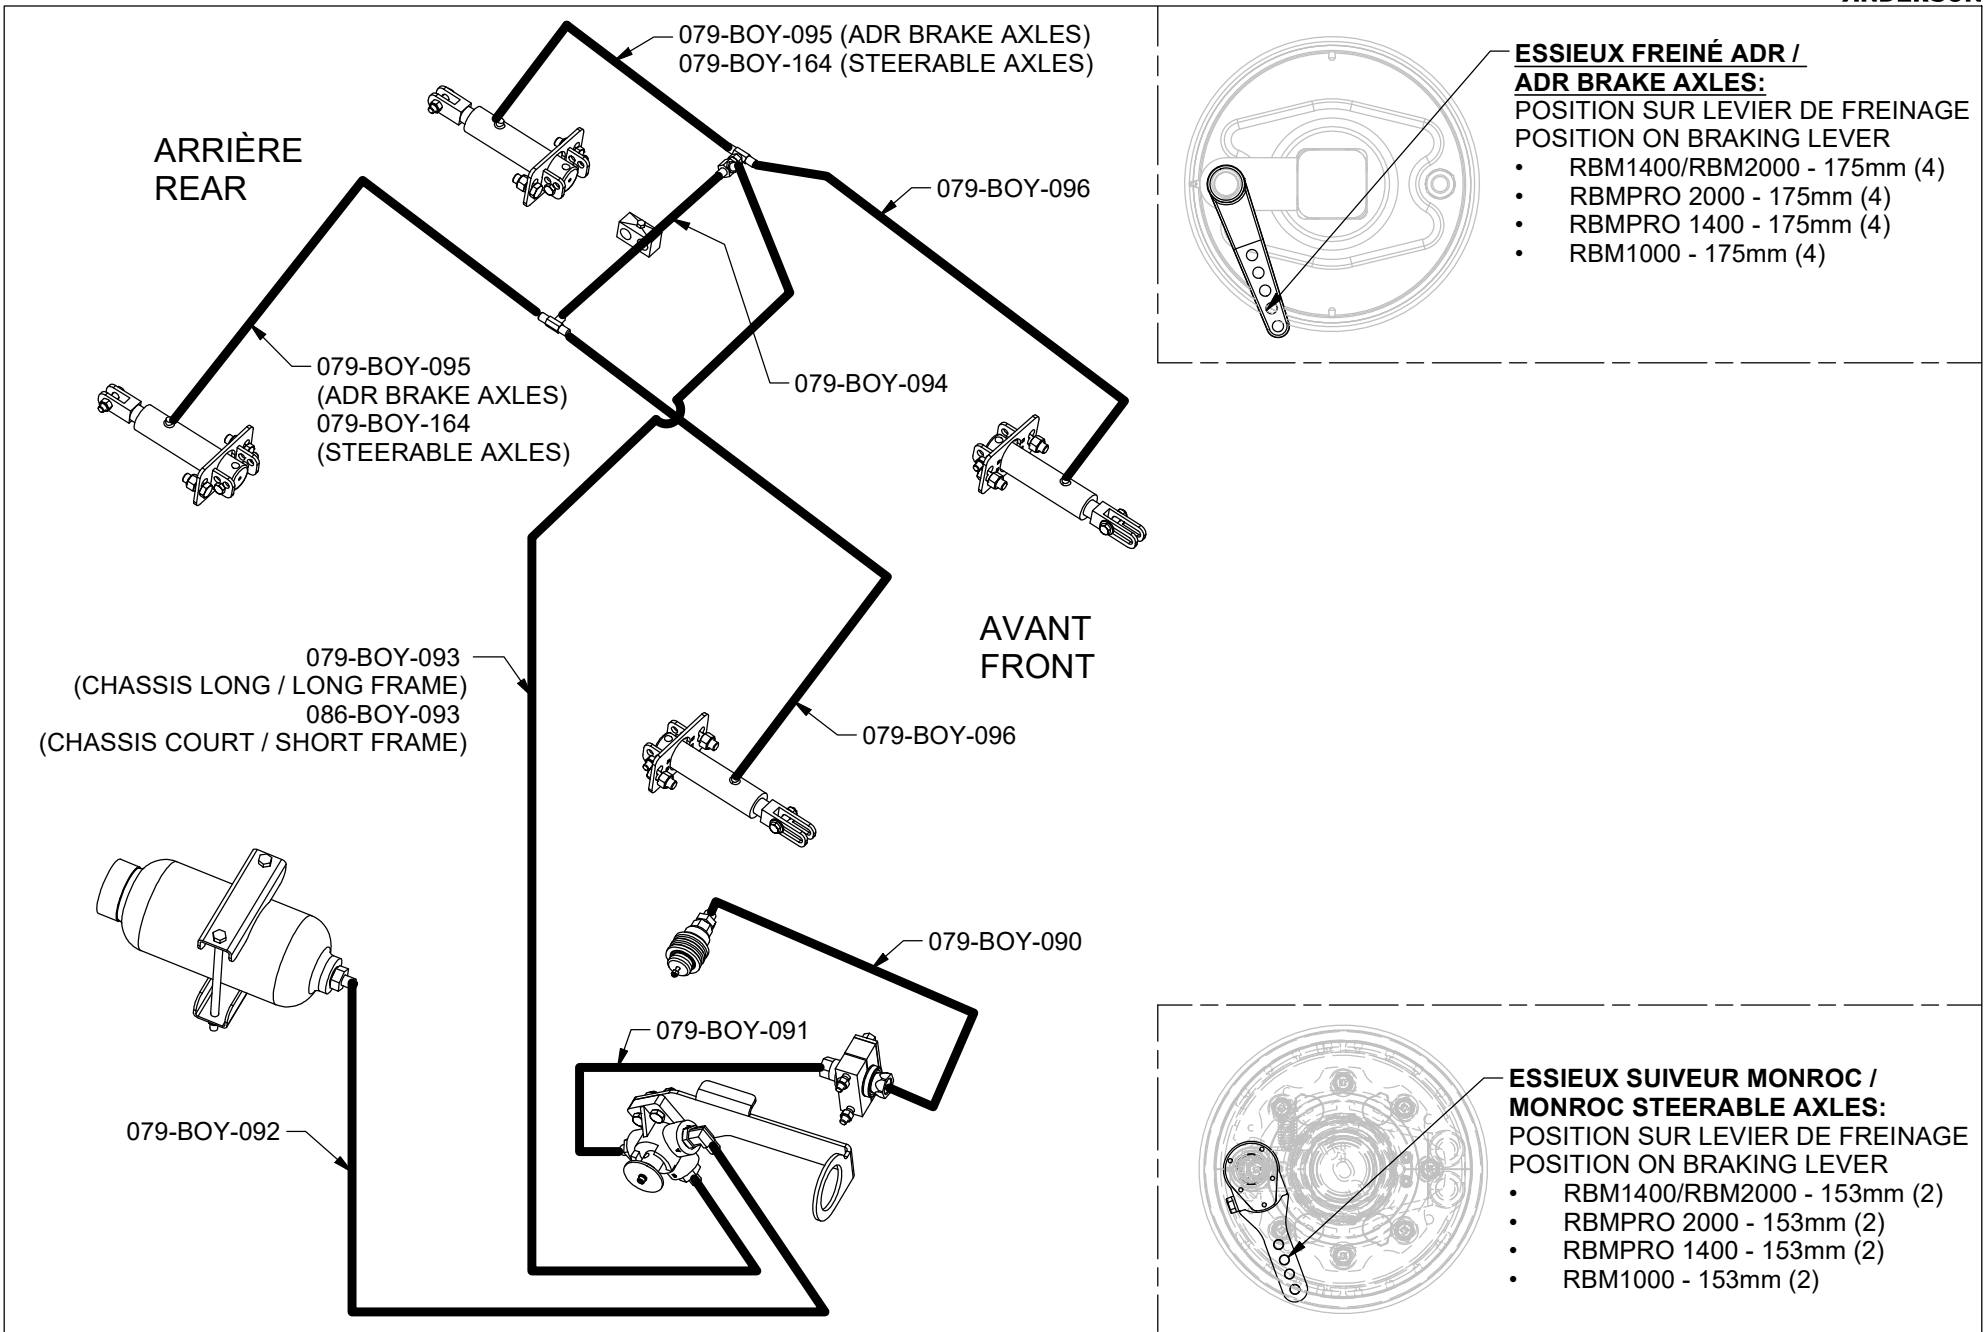 079-BOY-095 (ADR BRAKE AXLES)
079-BOY-164 (STEERABLE AXLES)
ARRIÈRE
REAR
079-BOY-096
079-BOY-095
(ADR BRAKE AXLES)
079-BOY-164
(STEERABLE AXLES)
079-BOY-094
AVANT
FRONT
079-BOY-093
(CHASSIS LONG / LONG FRAME)
086-BOY-093
(CHASSIS COURT / SHORT FRAME)
079-BOY-096
079-BOY-090
079-BOY-091
079-BOY-092
ESSIEUX FREINÉ ADR /
ADR BRAKE AXLES:
POSITION SUR LEVIER DE FREINAGE
POSITION ON BRAKING LEVER
• RBM1400/RBM2000 - 175mm (4)
• RBMPRO 2000 - 175mm (4)
• RBMPRO 1400 - 175mm (4)
• RBM1000 - 175mm (4)
ESSIEUX SUIVEUR MONROC /
MONROC STEERABLE AXLES:
POSITION SUR LEVIER DE FREINAGE
POSITION ON BRAKING LEVER
• RBM1400/RBM2000 - 153mm (2)
• RBMPRO 2000 - 153mm (2)
• RBMPRO 1400 - 153mm (2)
• RBM1000 - 153mm (2)